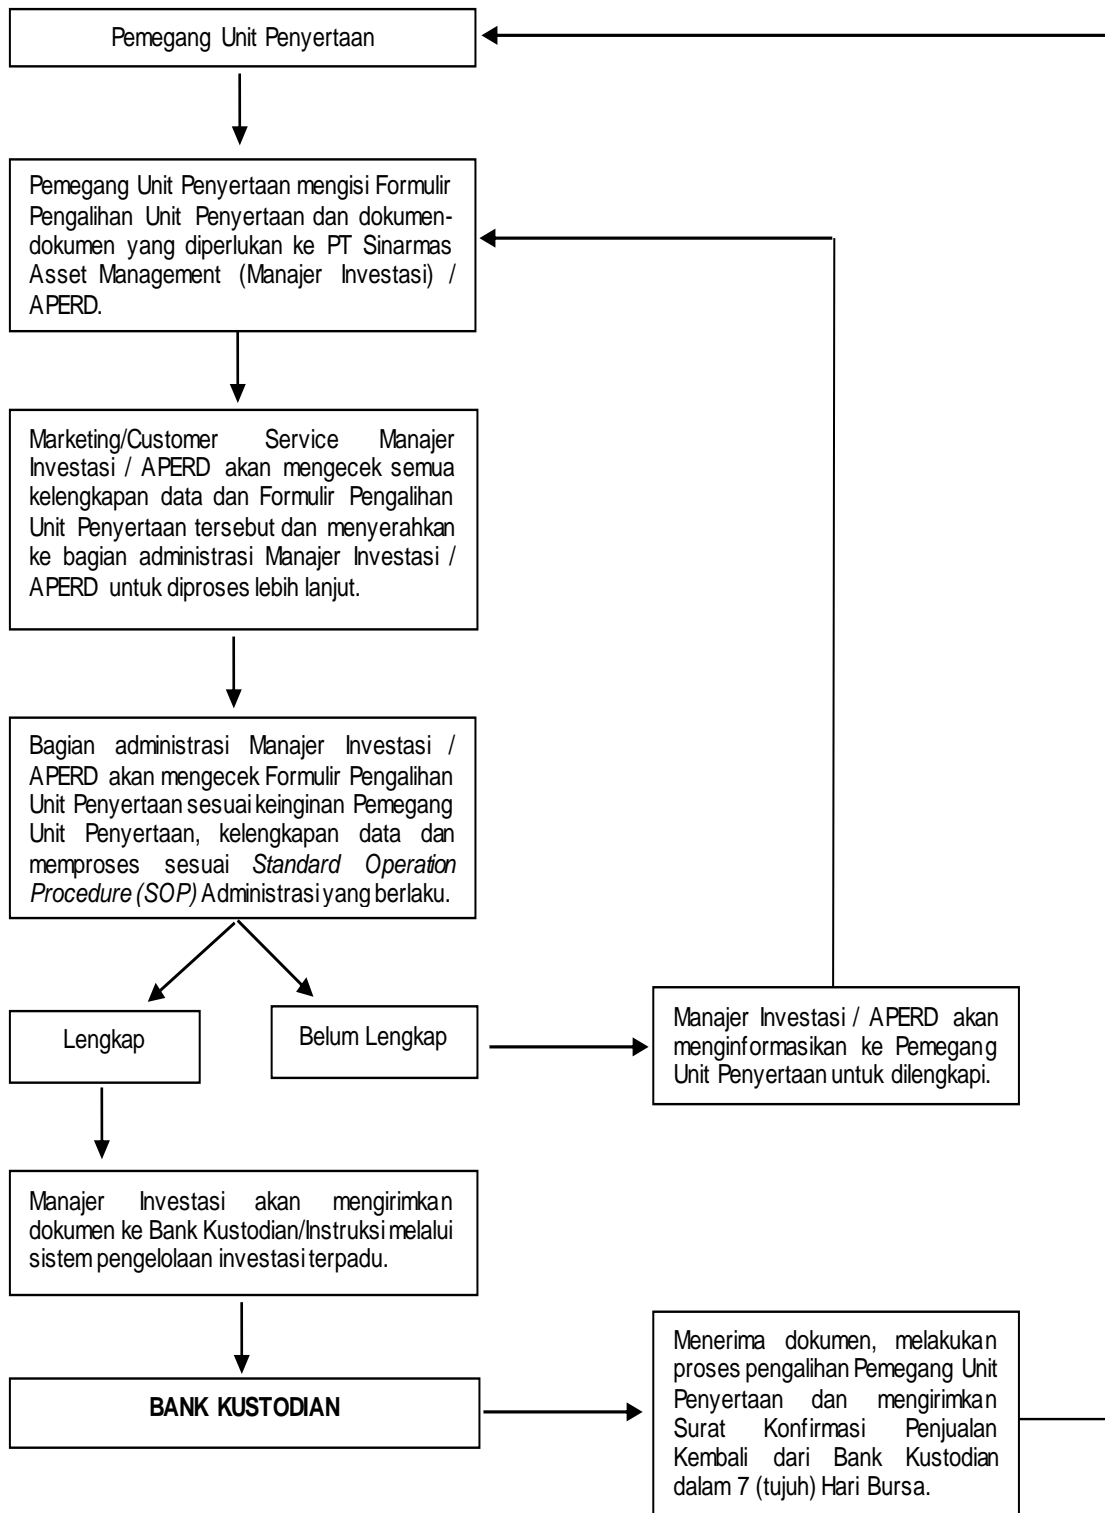 Pemegang Unit Penyertaan
Pemegang Unit Penyertaan mengisi Formulir
Pengalihan Unit Penyertaan dan dokumen-
dokumen yang diperlukan ke PT Sinarmas
Asset Management (Manajer Investasi) /
APERD.
Marketing/Customer Service Manajer
Investasi / APERD akan mengecek semua
kelengkapan data dan Formulir Pengalihan
Unit Penyertaan tersebut dan menyerahkan
ke bagian administrasi Manajer Investasi /
APERD untuk diproses lebih lanjut.
Bagian administrasi Manajer Investasi /
APERD akan mengecek Formulir Pengalihan
Unit Penyertaan sesuai keinginan Pemegang
Unit Penyertaan, kelengkapan data dan
memproses sesuai Standard Operation
Procedure (SOP) Administrasi yang berlaku.
Lengkap
Belum Lengkap
Manajer Investasi / APERD akan
menginformasikan ke Pemegang
Unit Penyertaan untuk dilengkapi.
Manajer Investasi akan mengirimkan
dokumen ke Bank Kustodian/Instruksi melalui
sistem pengelolaan investasi terpadu.
BANK KUSTODIAN
Menerima dokumen, melakukan
proses pengalihan Pemegang Unit
Penyertaan dan mengirimkan
Surat Konfirmasi Penjualan
Kembali dari Bank Kustodian
dalam 7 (tujuh) Hari Bursa.